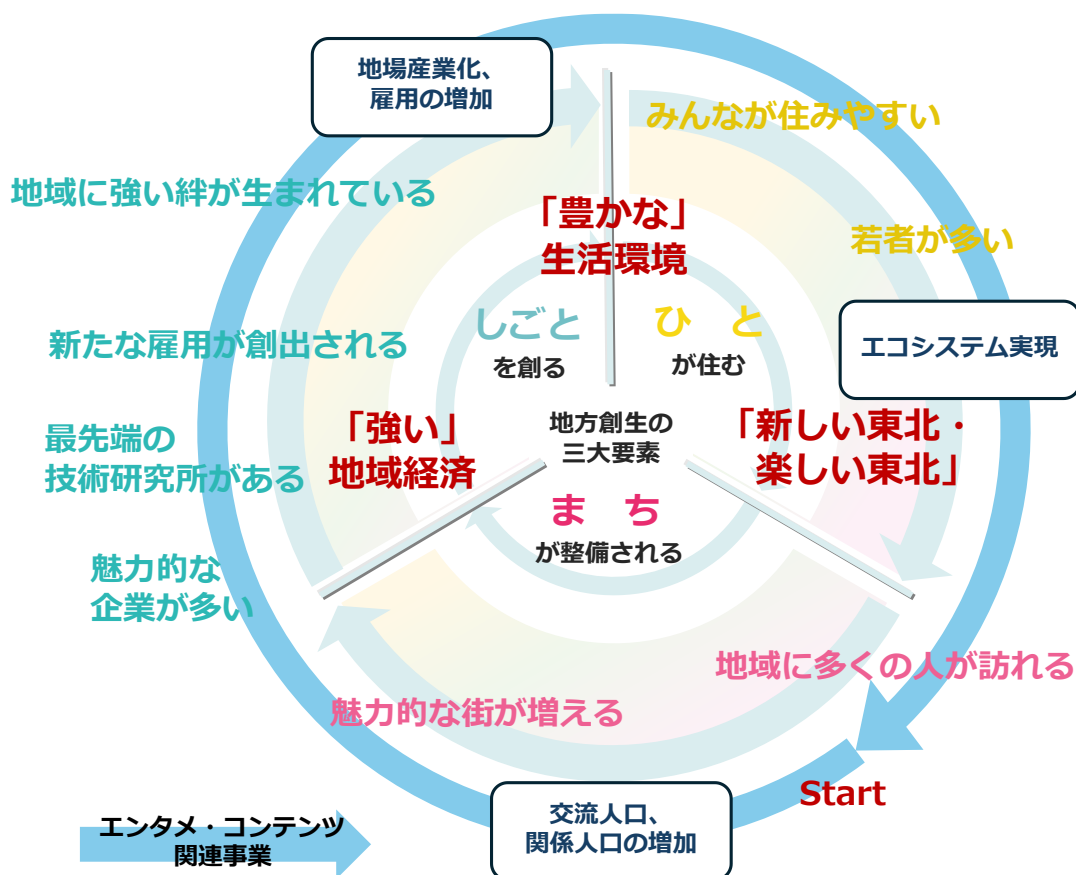 地場産業化、
雇用の増加
みんなが住みやすい
地域に強い絆が生まれている
「豊かな」
生活環境
若者が多い
しごと
を創る
ひ と
が住む
新たな雇用が創出される
エコシステム実現
最先端の
技術研究所がある
「強い」
地域経済
地方創生の
三大要素
「新しい東北・
楽しい東北」
ま ち
が整備される
魅力的な
企業が多い
地域に多くの人が訪れる
魅力的な街が増える
Start
交流人口、
関係人口の増加
エンタメ・コンテンツ
関連事業